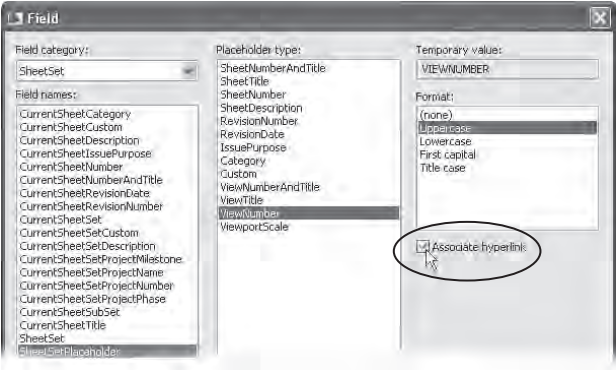 Field
Field category:
SheetSet
Field names:
CurrentSheetCategory
CurrentSheetCustom
CurrentSheetDescription
CurrentSheetIssuePurpose
CurrentSheetNumber
CurrentSheetNumberAndTitle
CurrentSheetRevisionDate
CurrentSheetRevisionNumber
CurrentSheetSet
CurrentSheetSetCustom
CurrentSheetSetDescription
CurrentSheetSetProjectMilestone
CurrentSheetSetProjectName
CurrentSheetSetProjectNumber
CurrentSheetSetProjectPhase
CurrentSheetSubSet
CurrentSheetTitle
SheetSet
SheetSetPlaceholder
Placeholder type:
SheetNumberAndTitle
SheetTitle
SheetNumber
SheetDescription
RevisionNumber
RevisionDate
IssuePurpose
Category
Custom
ViewNumberAndTitle
ViewTitle
ViewNumber
ViewportScale
Temporary value:
VIEWNUMBER
Format:
(none)
Uppercase
Lowercase
First capital
Title case
Associate hyperlink